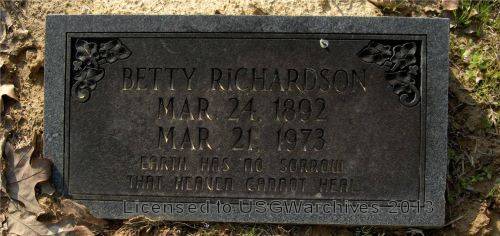 BETTY RICHARDSON
MAR. 24, 1892
MAR. 21, 1973
EARTH HAS NO SORROW
THAT HEAVEN CANNOT HEAL
Licensed to USGWarchives 2013